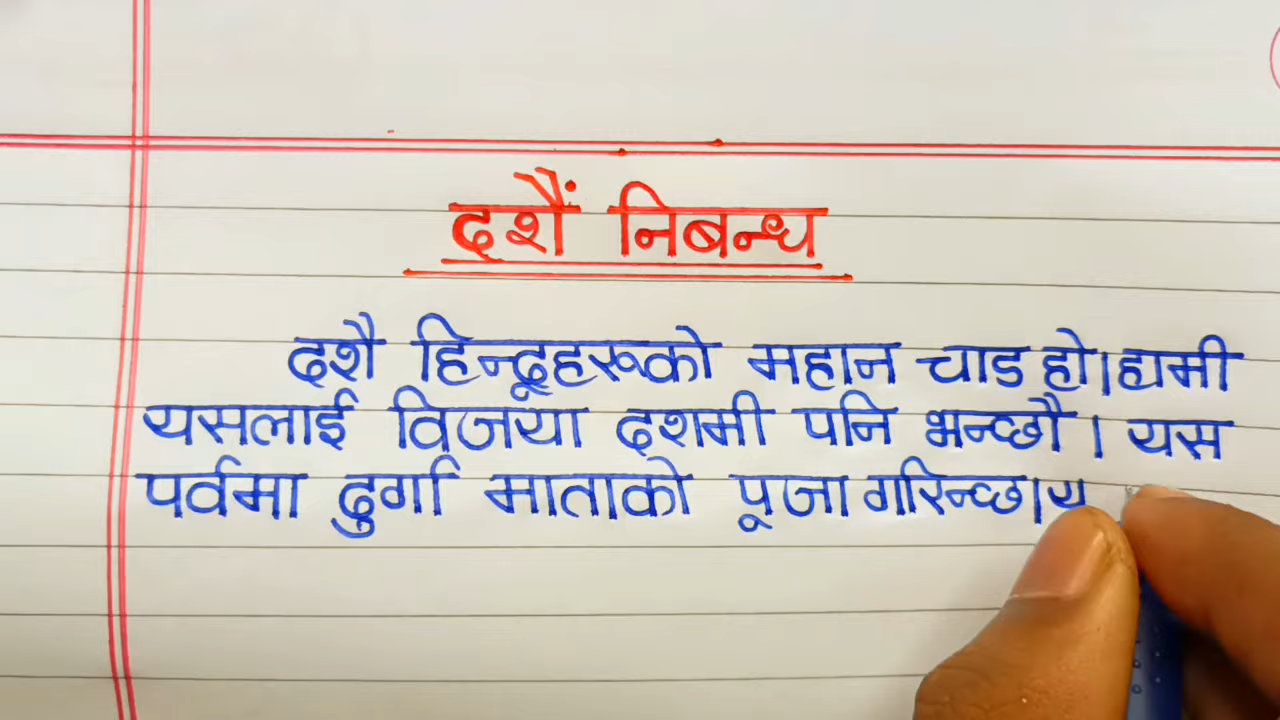 दशैं निबन्ध
दशै हिन्दूहरूको महान चाड हो।हामी
यसलाई विजया दशमी पनि भन्छौ । यस
पर्वमा दुर्गा माताको पूजा गरिन्छ।य